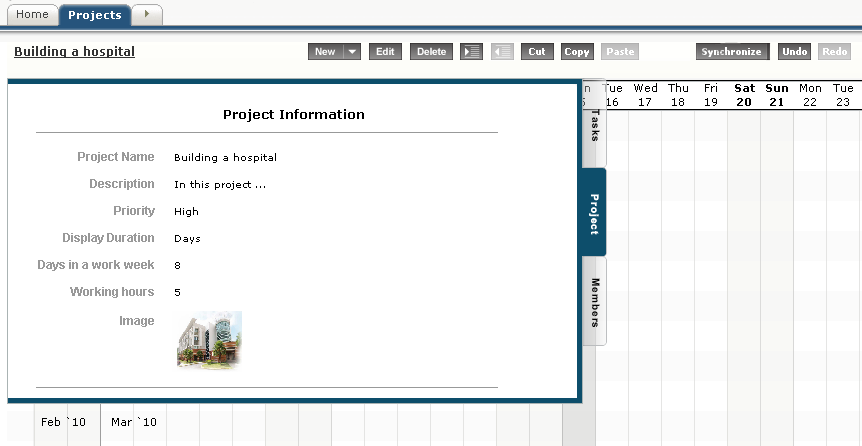 Home Projects
Building a hospital New Edit Delete Cut Copy Paste Synchronize Undo Redo
n Tue Wed Thu Fri Sat Sun Mon Tue
5 16 17 18 19 20 21 22 23
Project Information
Project Name Building a hospital
Description In this project ...
Priority High
Display Duration Days
Days in a work week 8
Working hours 5
Image
Tasks
Project
Members
Feb `10 Mar `10